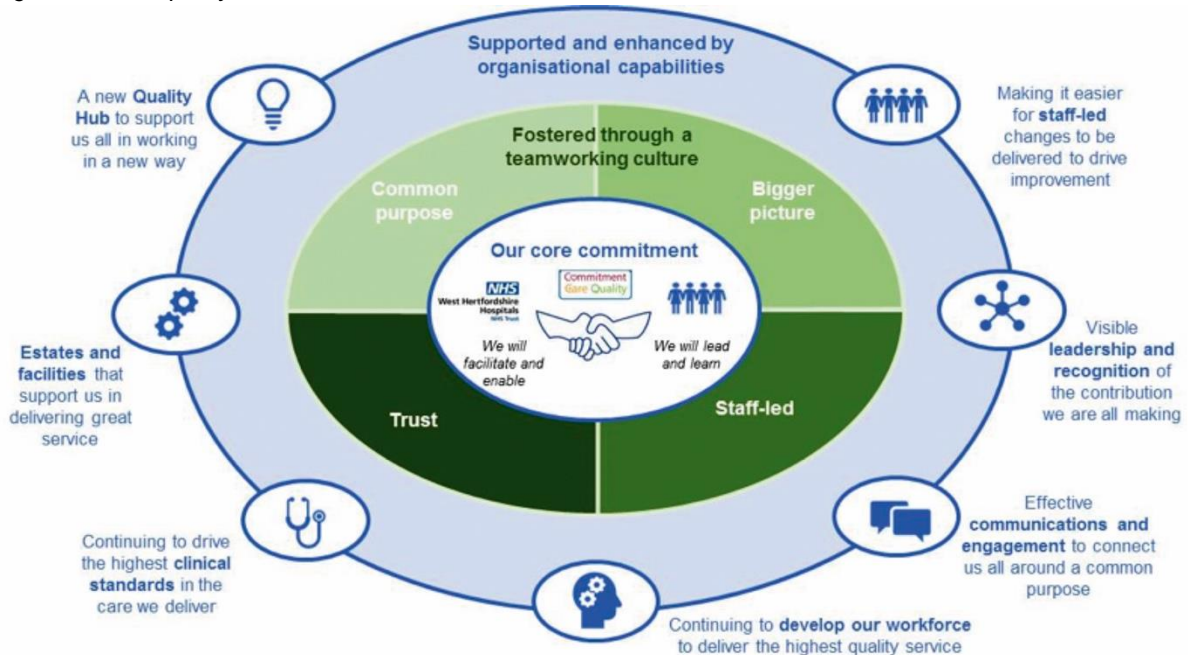 Supported and enhanced by
organisational capabilities
A new Quality
Hub to support
us all in working
in a new way
Making it easier
for staff-led
changes to be
delivered to drive
improvement
Fostered through a
teamworking culture
Common
purpose
Bigger
picture
Our core commitment
NHS
West Hertfordshire
Hospitals
NHS Trust
Commitment
Care Quality
We will
facilitate and
enable
We will lead
and learn
Trust
Staff-led
Estates and
facilities that
support us in
delivering great
service
Visible
leadership and
recognition of
the contribution
we are all making
Continuing to drive
the highest clinical
standards in the
care we deliver
Effective
communications and
engagement to connect
us all around a common
purpose
Continuing to develop our workforce
to deliver the highest quality service